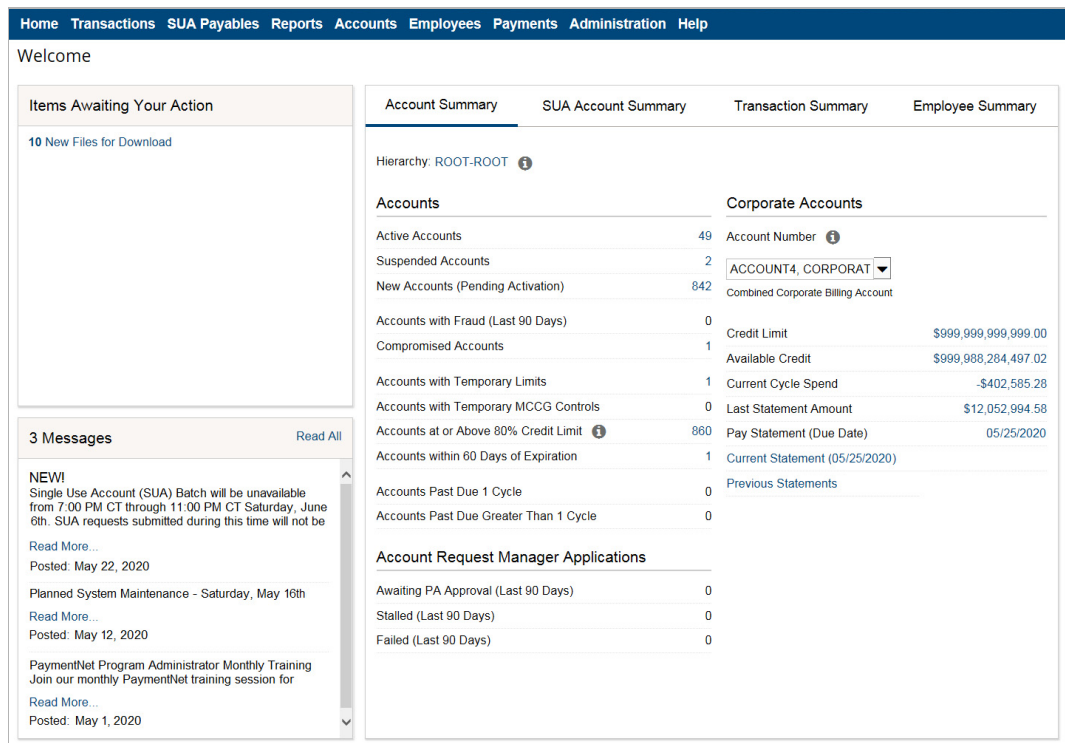 Home Transactions SUA Payables Reports Accounts Employees Payments Administration Help
Welcome
Items Awaiting Your Action
10 New Files for Download
3 Messages Read All
NEW!
Single Use Account (SUA) Batch will be unavailable
from 7:00 PM CT through 11:00 PM CT Saturday, June
6th. SUA requests submitted during this time will not be
Read More...
Posted: May 22, 2020
Planned System Maintenance - Saturday, May 16th
Read More...
Posted: May 12, 2020
PaymentNet Program Administrator Monthly Training
Join our monthly PaymentNet training session for
Read More...
Posted: May 1, 2020
Account Summary SUA Account Summary Transaction Summary Employee Summary
Hierarchy: ROOT-ROOT
Accounts
Active Accounts 49
Suspended Accounts 2
New Accounts (Pending Activation) 842
Accounts with Fraud (Last 90 Days) 0
Compromised Accounts 1
Accounts with Temporary Limits 1
Accounts with Temporary MCCG Controls 0
Accounts at or Above 80% Credit Limit 860
Accounts within 60 Days of Expiration 1
Accounts Past Due 1 Cycle 0
Accounts Past Due Greater Than 1 Cycle 0
Account Request Manager Applications
Awaiting PA Approval (Last 90 Days) 0
Stalled (Last 90 Days) 0
Failed (Last 90 Days) 0
Corporate Accounts
Account Number
ACCOUNT4, CORPORAT
Combined Corporate Billing Account
Credit Limit $999,999,999,999.00
Available Credit $999,988,284,497.02
Current Cycle Spend -$402,585.28
Last Statement Amount $12,052,994.58
Pay Statement (Due Date) 05/25/2020
Current Statement (05/25/2020)
Previous Statements